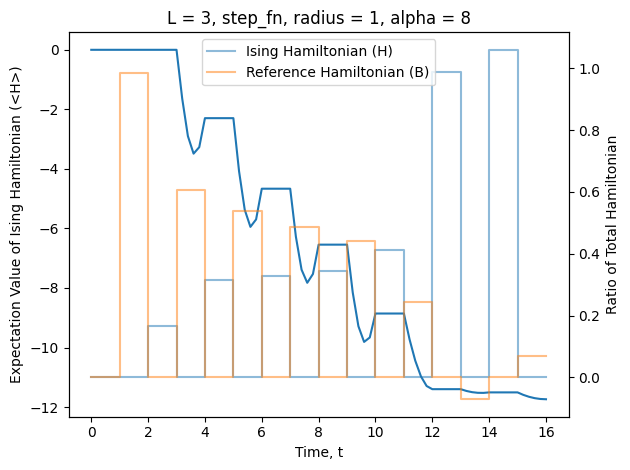 L = 3, step_fn, radius = 1, alpha = 8
Ising Hamiltonian (H)
Reference Hamiltonian (B)
Expectation Value of Ising Hamiltonian (<H>)
0
−2
−4
−6
−8
−10
−12
1.0
0.8
0.6
0.4
0.2
0.0
Ratio of Total Hamiltonian
0 2 4 6 8 10 12 14 16
Time, t